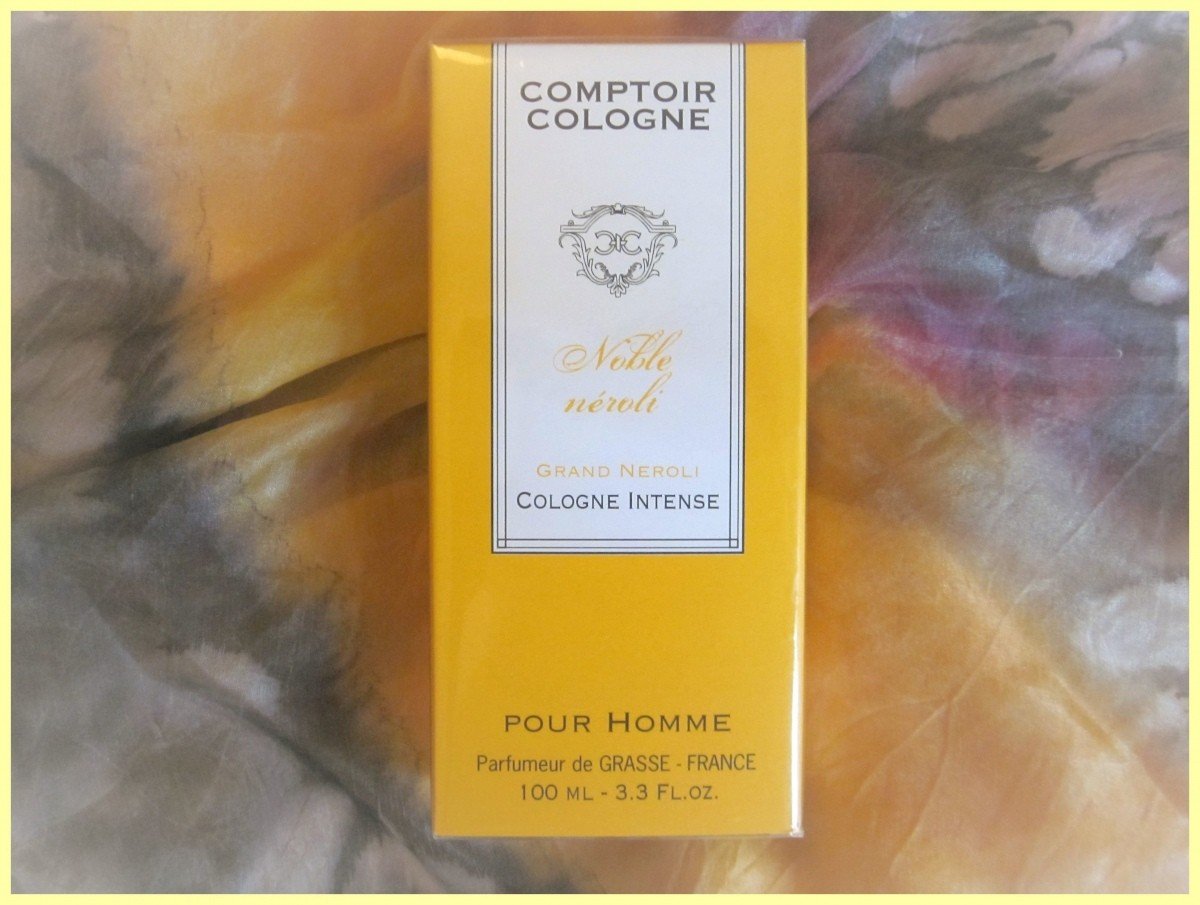 COMPTOIR
COLOGNE
Noble
néroli
GRAND NEROLI
COLOGNE INTENSE
POUR HOMME
Parfumeur de GRASSE - FRANCE
100 ML - 3.3 FL.OZ.